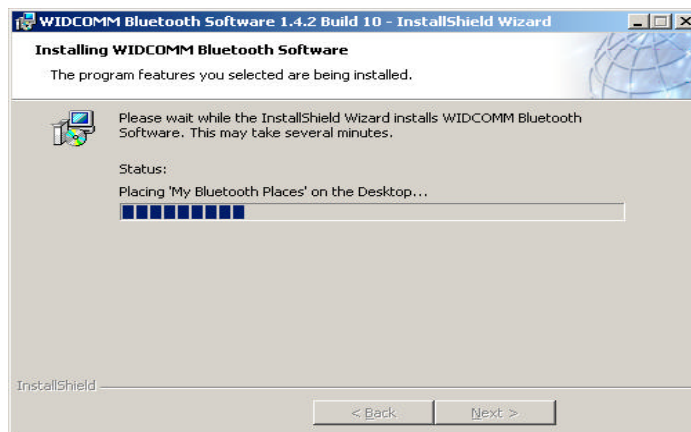 WIDCOMM Bluetooth Software 1.4.2 Build 10 - InstallShield Wizard
Installing WIDCOMM Bluetooth Software
The program features you selected are being installed.
Please wait while the InstallShield Wizard installs WIDCOMM Bluetooth
Software. This may take several minutes.
Status:
Placing 'My Bluetooth Places' on the Desktop...
InstallShield
< Back
Next >